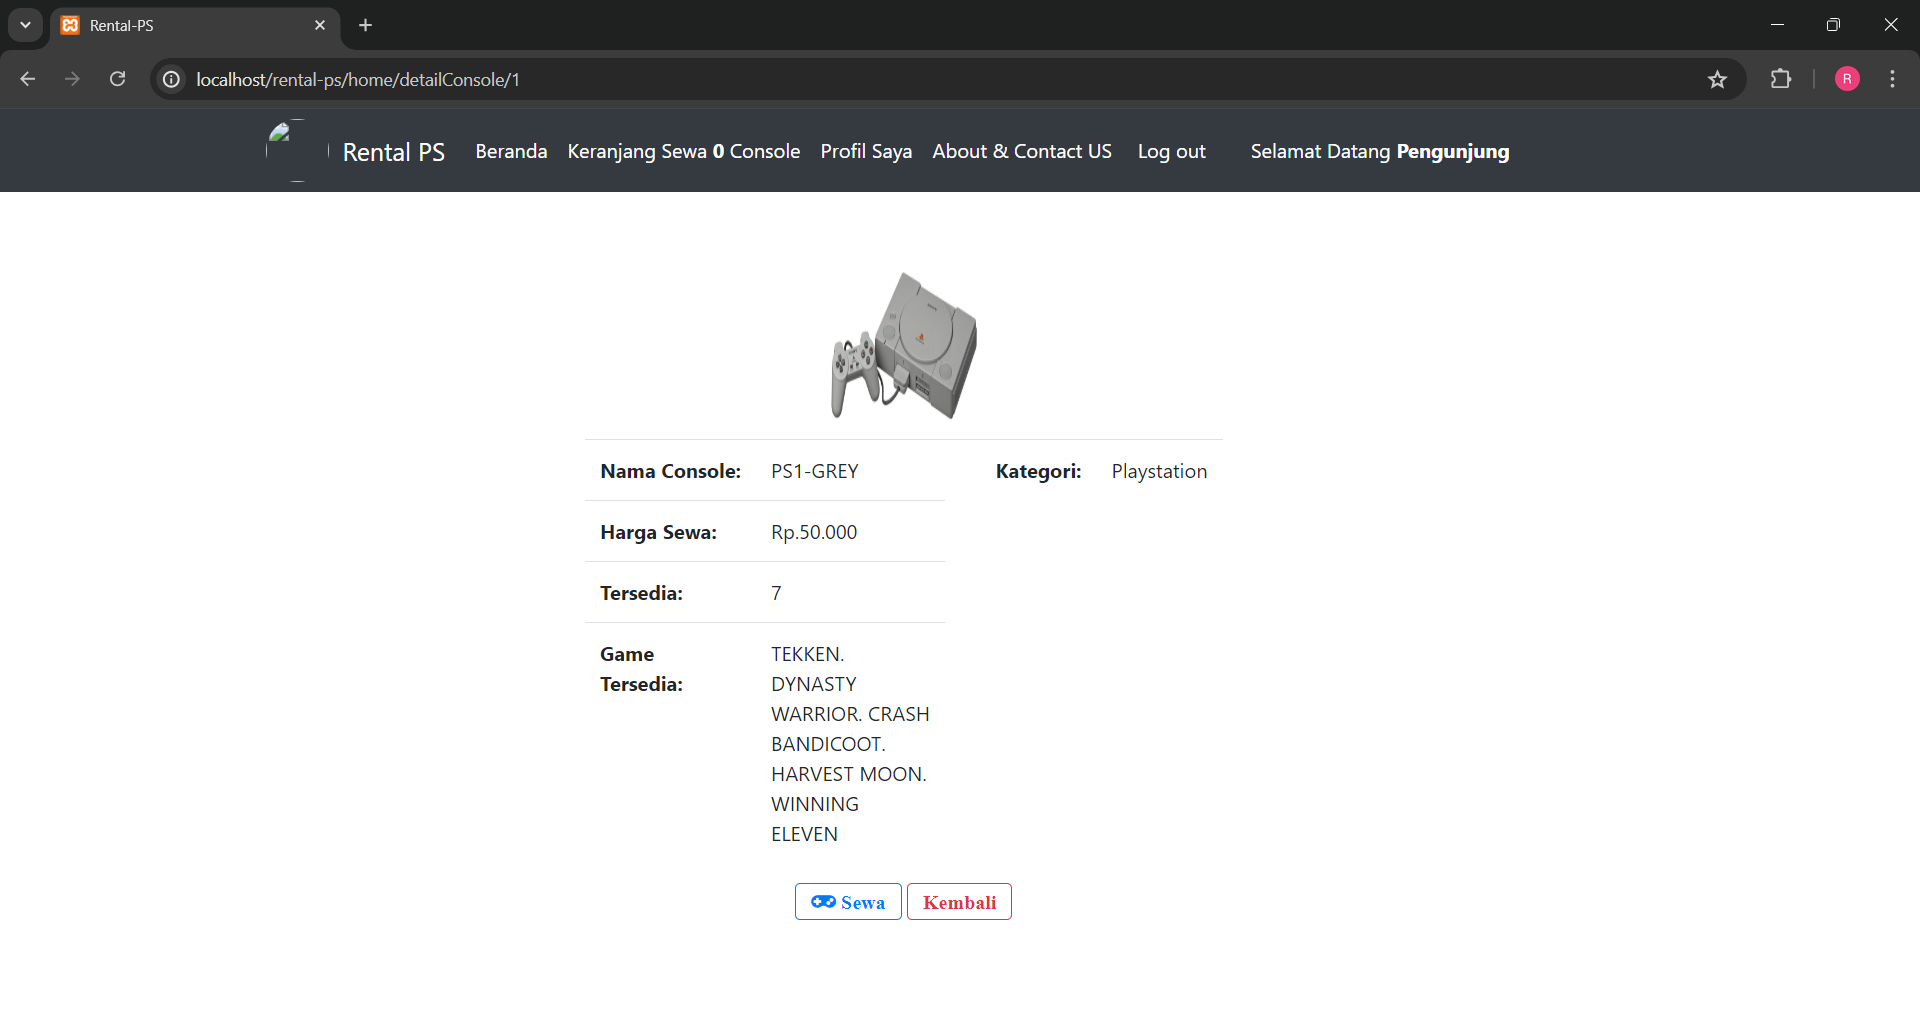 Rental-PS
localhost/rental-ps/home/detailConsole/1
R
Rental PS Beranda Keranjang Sewa 0 Console Profil Saya About & Contact US Log out Selamat Datang Pengunjung
Nama Console: PS1-GREY Kategori: Playstation
Harga Sewa: Rp.50.000
Tersedia: 7
Game TEKKEN.
Tersedia: DYNASTY
WARRIOR. CRASH
BANDICOOT.
HARVEST MOON.
WINNING
ELEVEN
Sewa Kembali